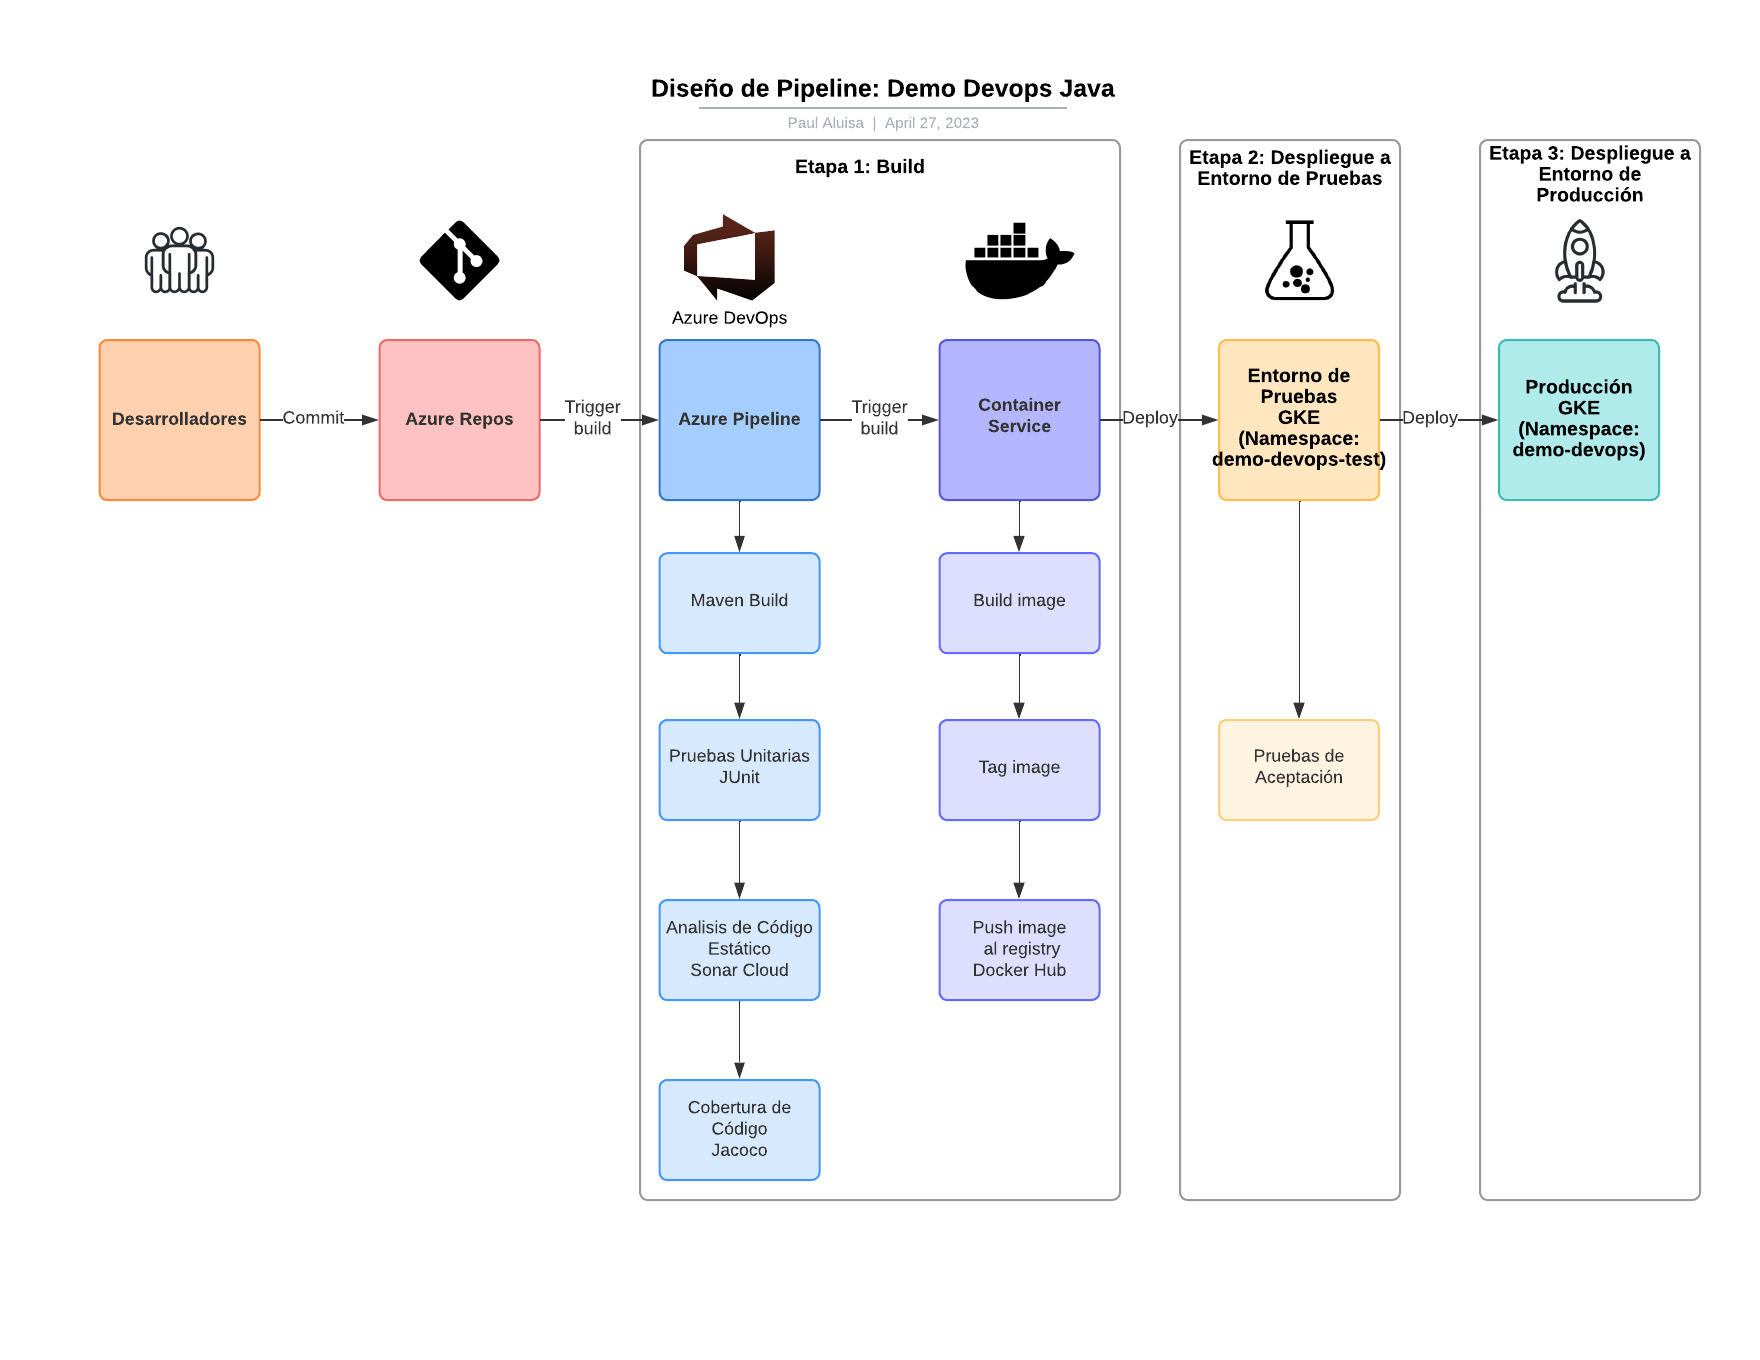 Diseño de Pipeline: Demo Devops Java
Paul Aluisa | April 27, 2023
Etapa 1: Build
Etapa 2: Despliegue a
Entorno de Pruebas
Etapa 3: Despliegue a
Entorno de
Producción
Azure DevOps
Desarrolladores
Commit
Azure Repos
Trigger
build
Azure Pipeline
Trigger
build
Container
Service
Deploy
Entorno de
Pruebas
GKE
(Namespace:
demo-devops-test)
Deploy
Producción
GKE
(Namespace:
demo-devops)
Maven Build
Build image
Pruebas Unitarias
JUnit
Tag image
Pruebas de
Aceptación
Analisis de Código
Estático
Sonar Cloud
Push image
al registry
Docker Hub
Cobertura de
Código
Jacoco